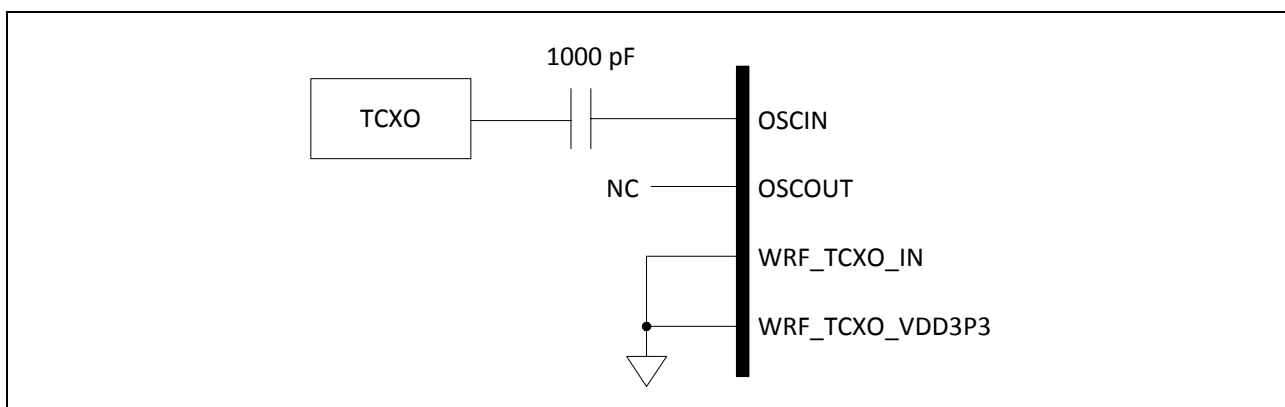 1000 pF
TCXO
OSCIN
NC
OSCOUT
WRF_TCXO_IN
WRF_TCXO_VDD3P3